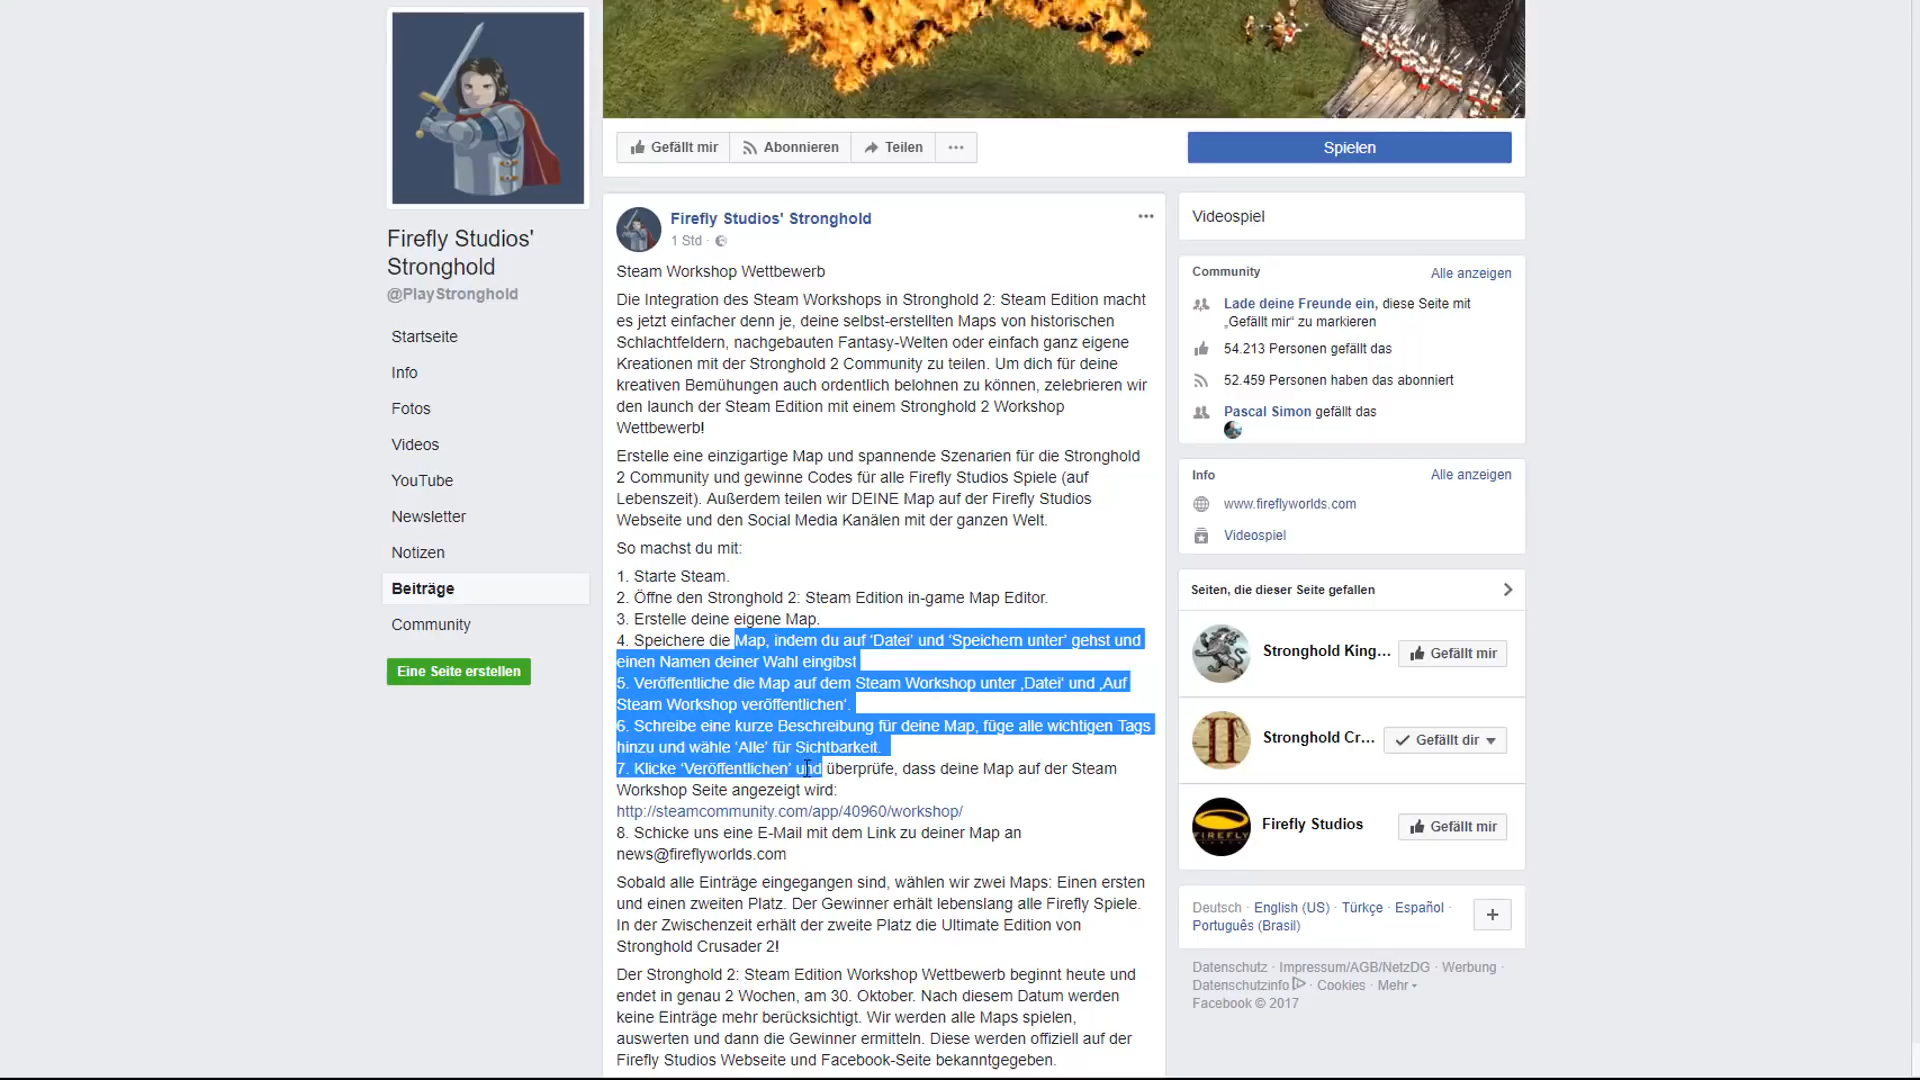 Gefällt mir
Abonnieren
Teilen
Spielen
Firefly Studios'
Stronghold
@PlayStronghold
Startseite
Info
Fotos
Videos
YouTube
Newsletter
Notizen
Beiträge
Community
Eine Seite erstellen
Firefly Studios' Stronghold
1 Std ·
Steam Workshop Wettbewerb
Die Integration des Steam Workshops in Stronghold 2: Steam Edition macht
es jetzt einfacher denn je, deine selbst-erstellten Maps von historischen
Schlachtfeldern, nachgebauten Fantasy-Welten oder einfach ganz eigene
Kreationen mit der Stronghold 2 Community zu teilen. Um dich für deine
kreativen Bemühungen auch ordentlich belohnen zu können, zelebrieren wir
den launch der Steam Edition mit einem Stronghold 2 Workshop
Wettbewerb!
Erstelle eine einzigartige Map und spannende Szenarien für die Stronghold
2 Community und gewinne Codes für alle Firefly Studios Spiele (auf
Lebenszeit). Außerdem teilen wir DEINE Map auf der Firefly Studios
Webseite und den Social Media Kanälen mit der ganzen Welt.
So machst du mit:
1. Starte Steam.
2. Öffne den Stronghold 2: Steam Edition in-game Map Editor.
3. Erstelle deine eigene Map.
4. Speichere die Map, indem du auf ‘Datei’ und ‘Speichern unter’ gehst und
einen Namen deiner Wahl eingibst
5. Veröffentliche die Map auf dem Steam Workshop unter ‚Datei‘ und ‚Auf
Steam Workshop veröffentlichen‘.
6. Schreibe eine kurze Beschreibung für deine Map, füge alle wichtigen Tags
hinzu und wähle ‘Alle’ für Sichtbarkeit.
7. Klicke ‘Veröffentlichen’ und überprüfe, dass deine Map auf der Steam
Workshop Seite angezeigt wird:
http://steamcommunity.com/app/40960/workshop/
8. Schicke uns eine E-Mail mit dem Link zu deiner Map an
news@fireflyworlds.com
Sobald alle Einträge eingegangen sind, wählen wir zwei Maps: Einen ersten
und einen zweiten Platz. Der Gewinner erhält lebenslang alle Firefly Spiele.
In der Zwischenzeit erhält der zweite Platz die Ultimate Edition von
Stronghold Crusader 2!
Der Stronghold 2: Steam Edition Workshop Wettbewerb beginnt heute und
endet in genau 2 Wochen, am 30. Oktober. Nach diesem Datum werden
keine Einträge mehr berücksichtigt. Wir werden alle Maps spielen,
auswerten und dann die Gewinner ermitteln. Diese werden offiziell auf der
Firefly Studios Webseite und Facebook-Seite bekanntgegeben.
Videospiel
Community
Alle anzeigen
Lade deine Freunde ein, diese Seite mit
„Gefällt mir“ zu markieren
54.213 Personen gefällt das
52.459 Personen haben das abonniert
Pascal Simon gefällt das
Info
Alle anzeigen
www.fireflyworlds.com
Videospiel
Seiten, die dieser Seite gefallen
Stronghold King...
Gefällt mir
Stronghold Cr...
Gefällt dir
Firefly Studios
Gefällt mir
FIREFLY
Deutsch · English (US) · Türkçe · Español ·
Português (Brasil)
Datenschutz · Impressum/AGB/NetzDG · Werbung ·
Datenschutzinfo · Cookies · Mehr
Facebook © 2017